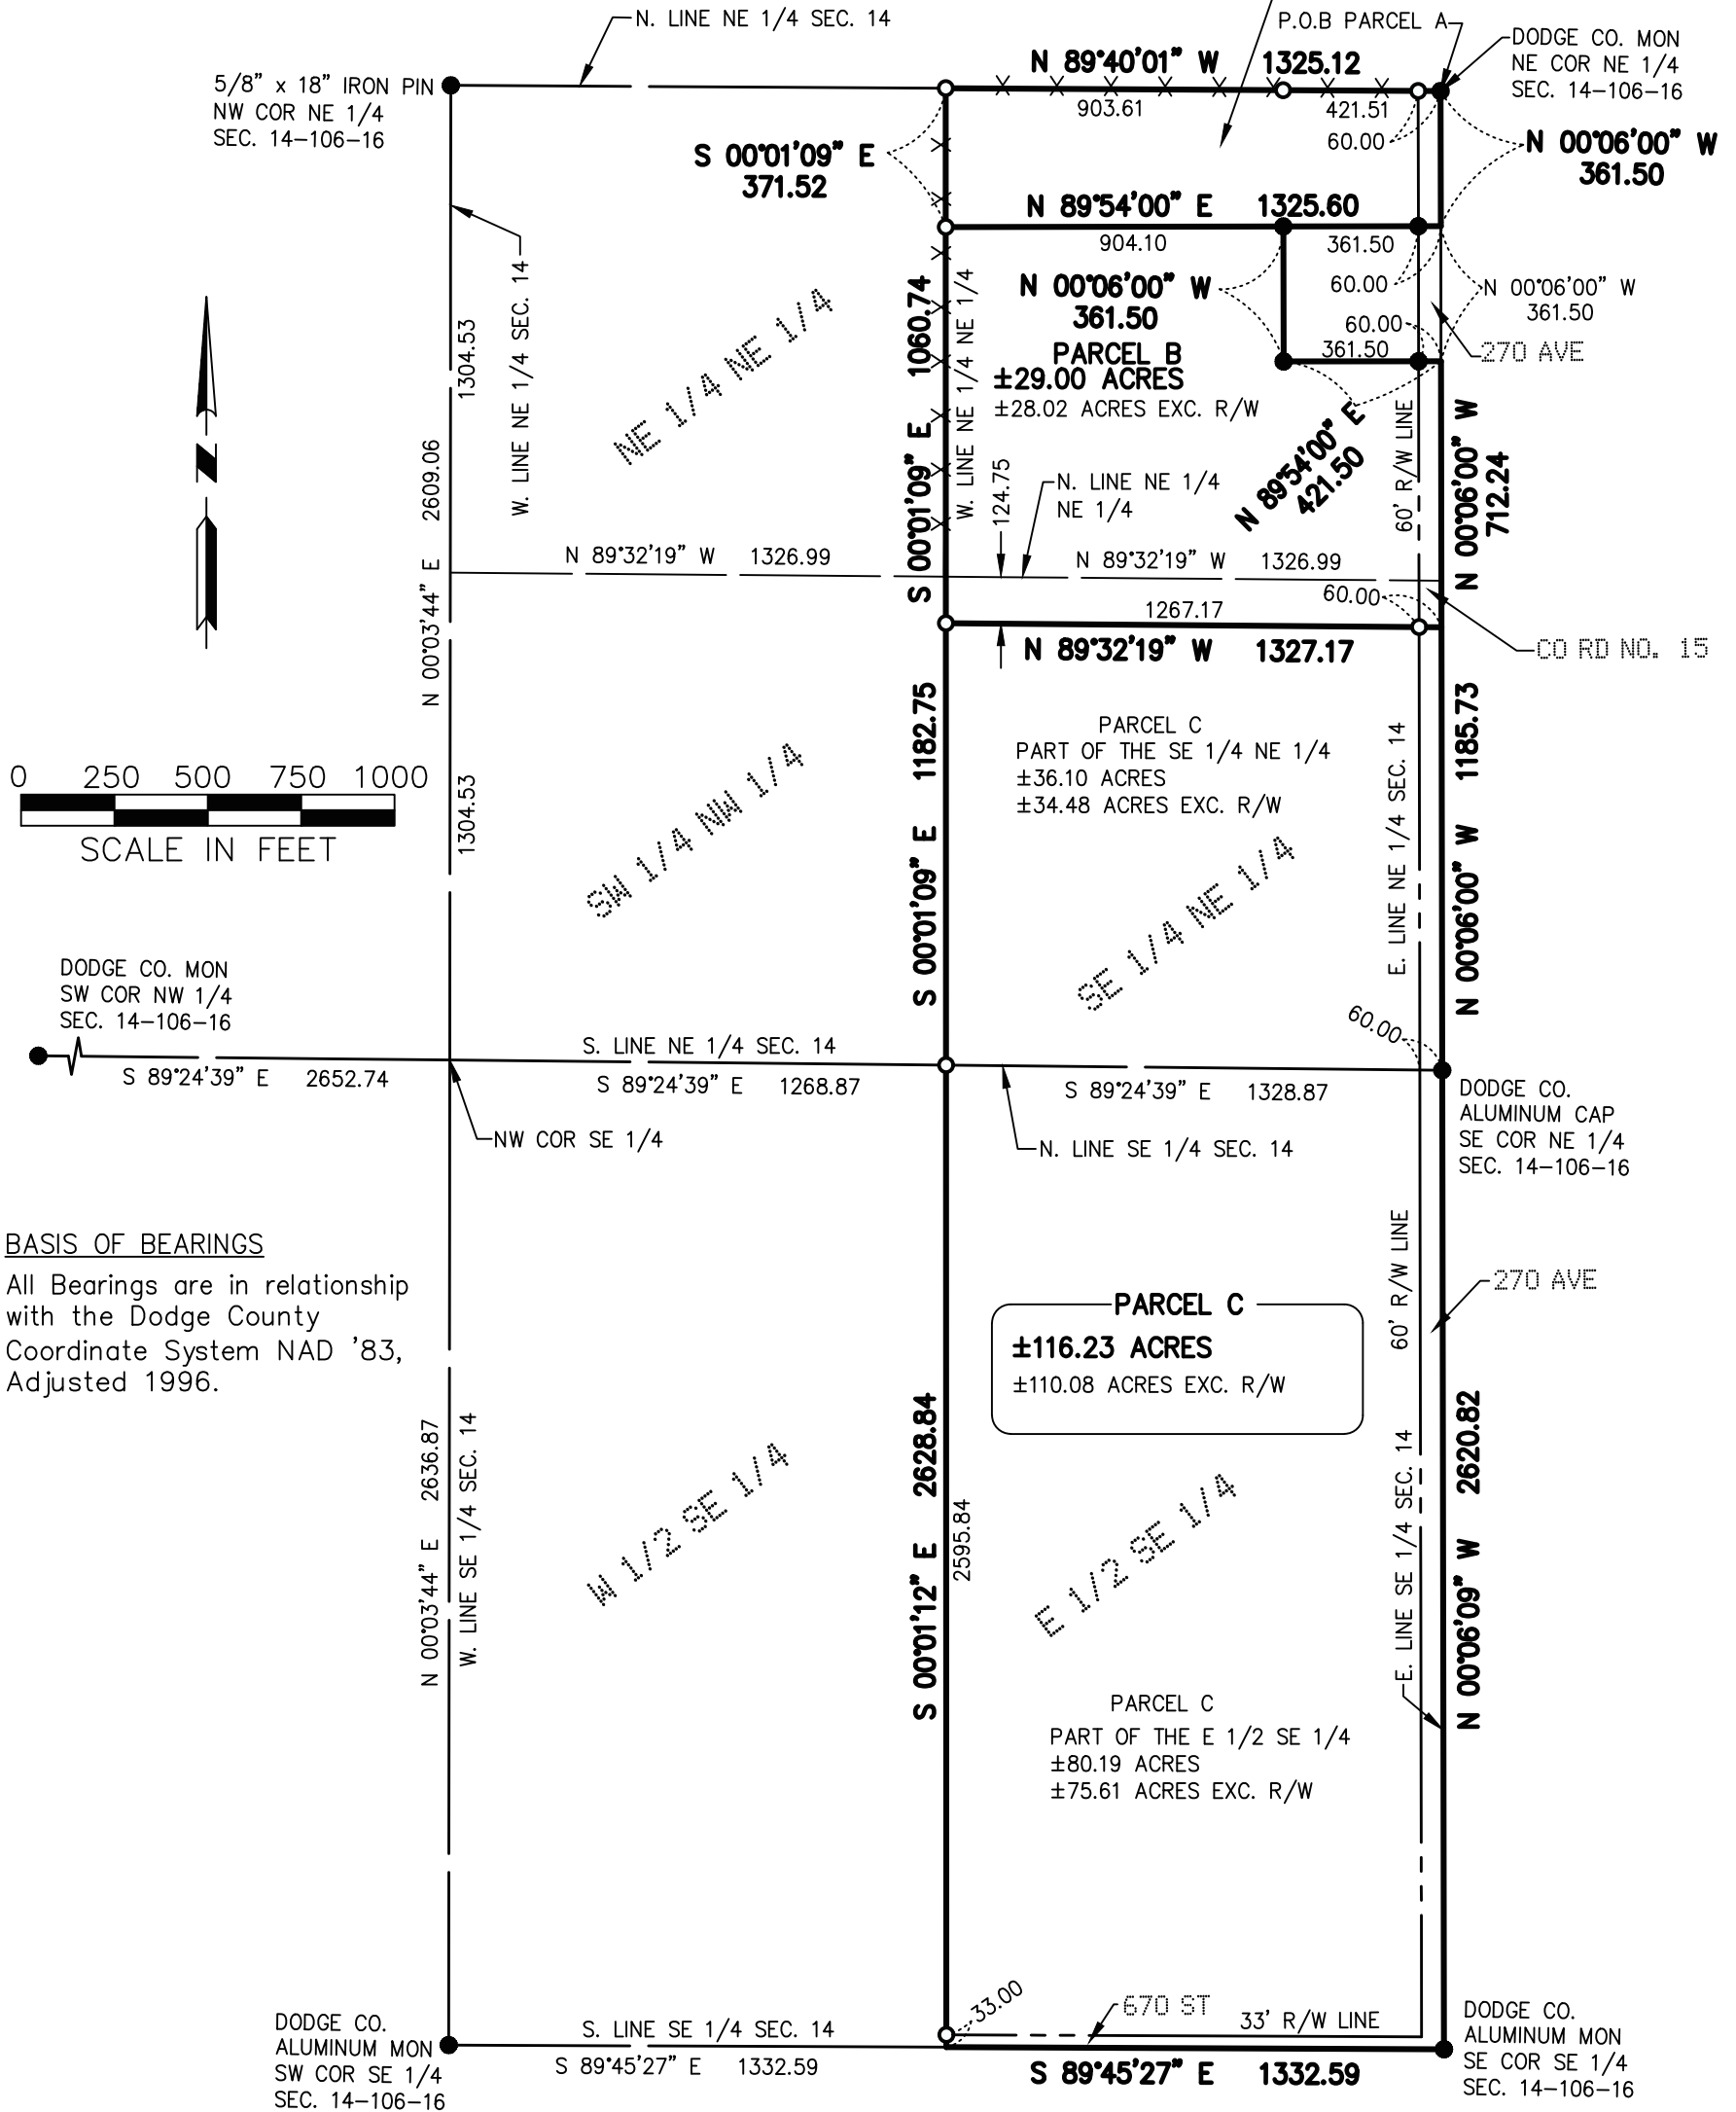 N. LINE NE 1/4 SEC. 14
P.O.B PARCEL A
DODGE CO. MON
NE COR NE 1/4
SEC. 14-106-16
5/8" x 18" IRON PIN
NW COR NE 1/4
SEC. 14-106-16
N 89°40'01" W 1325.12
903.61
421.51
60.00
S 00°01'09" E
371.52
N 00°06'00" W
361.50
N 89°54'00" E 1325.60
904.10
361.50
60.00
N 00°06'00" W
361.50
N 00°06'00" W
361.50
60.00
361.50
270 AVE
PARCEL B
±29.00 ACRES
±28.02 ACRES EXC. R/W
N 89°54'00" E
421.50
W. LINE NE 1/4 SEC. 14
1304.53
NE 1/4 NE 1/4
S 00°01'09" E 1060.74
W. LINE NE 1/4 NE 1/4
124.75
N. LINE NE 1/4
NE 1/4
60' R/W LINE
N 00°06'00" W
712.24
N
N 00°03'44" E 2609.06
N 89°32'19" W 1326.99
N 89°32'19" W 1326.99
60.00
1267.17
N 89°32'19" W 1327.17
CO RD NO. 15
0 250 500 750 1000
SCALE IN FEET
1304.53
SW 1/4 NW 1/4
S 00°01'09" E 1182.75
PARCEL C
PART OF THE SE 1/4 NE 1/4
±36.10 ACRES
±34.48 ACRES EXC. R/W
SE 1/4 NE 1/4
E. LINE NE 1/4 SEC. 14
N 00°06'00" W 1185.73
DODGE CO. MON
SW COR NW 1/4
SEC. 14-106-16
S 89°24'39" E 2652.74
S. LINE NE 1/4 SEC. 14
S 89°24'39" E 1268.87
60.00
S 89°24'39" E 1328.87
NW COR SE 1/4
N. LINE SE 1/4 SEC. 14
DODGE CO.
ALUMINUM CAP
SE COR NE 1/4
SEC. 14-106-16
BASIS OF BEARINGS
All Bearings are in relationship
with the Dodge County
Coordinate System NAD '83,
Adjusted 1996.
60' R/W LINE
270 AVE
PARCEL C
±116.23 ACRES
±110.08 ACRES EXC. R/W
N 00°03'44" E 2636.87
W. LINE SE 1/4 SEC. 14
W 1/2 SE 1/4
S 00°01'12" E 2628.84
2595.84
E 1/2 SE 1/4
E. LINE SE 1/4 SEC. 14
N 00°06'09" W 2620.82
PARCEL C
PART OF THE E 1/2 SE 1/4
±80.19 ACRES
±75.61 ACRES EXC. R/W
33.00
670 ST
33' R/W LINE
DODGE CO.
ALUMINUM MON
SW COR SE 1/4
SEC. 14-106-16
S. LINE SE 1/4 SEC. 14
S 89°45'27" E 1332.59
S 89°45'27" E 1332.59
DODGE CO.
ALUMINUM MON
SE COR SE 1/4
SEC. 14-106-16